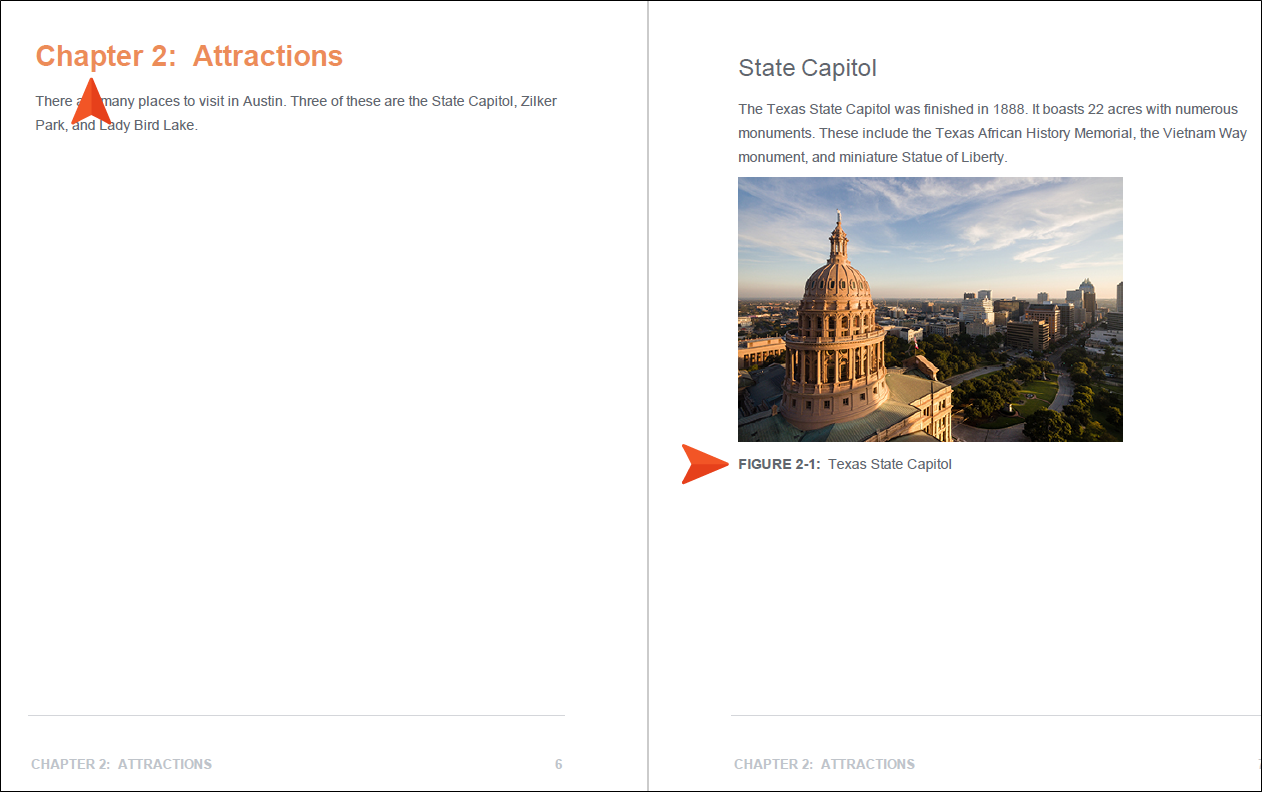 Chapter 2:  Attractions
There many places to visit in Austin. Three of these are the State Capitol, Zilker
Park, and Lady Bird Lake.
CHAPTER 2:  ATTRACTIONS 6
State Capitol
The Texas State Capitol was finished in 1888. It boasts 22 acres with numerous
monuments. These include the Texas African History Memorial, the Vietnam Way
monument, and miniature Statue of Liberty.
FIGURE 2-1:  Texas State Capitol
CHAPTER 2:  ATTRACTIONS